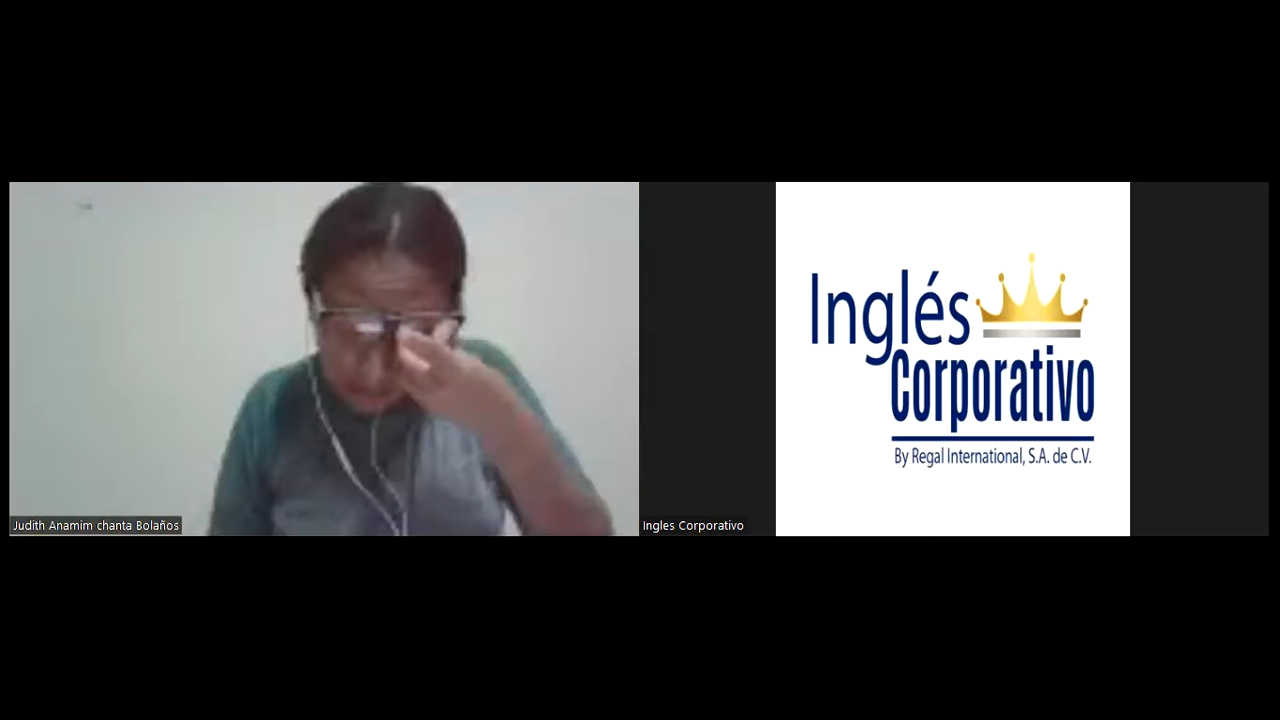 Inglés
Corporativo
By Regal International, S.A. de C.V.
Judith Anamim chanta Bolaños
Ingles Corporativo